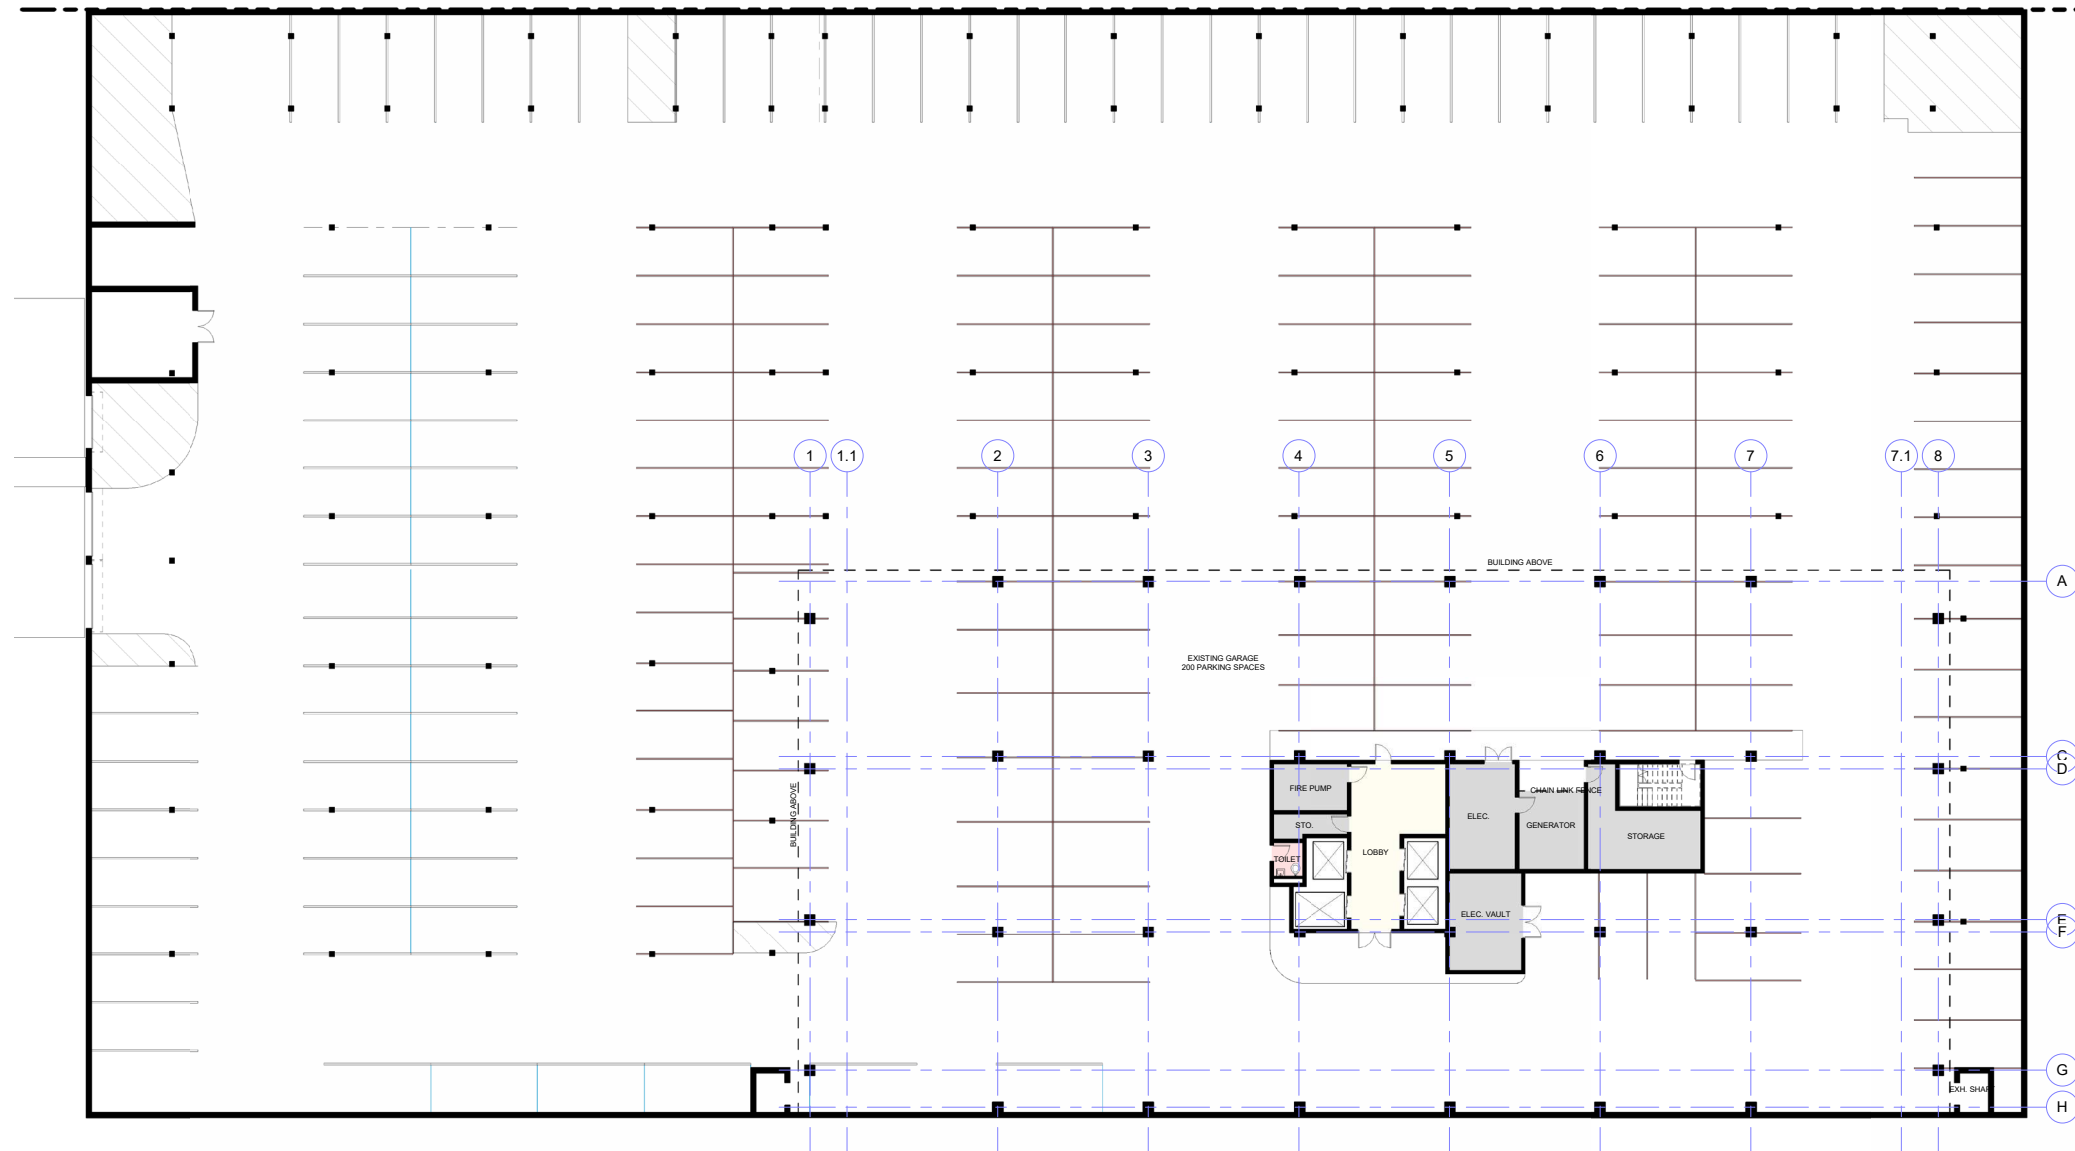 1
1.1
2
3
4
5
6
7
7.1
8
BUILDING ABOVE
A
EXISTING GARAGE
200 PARKING SPACES
C
D
FIRE PUMP
CHAIN LINK FENCE
BUILDING ABOVE
STO.
ELEC.
GENERATOR
STORAGE
TOILET
LOBBY
ELEC. VAULT
E
F
G
EXH. SHAFT
H